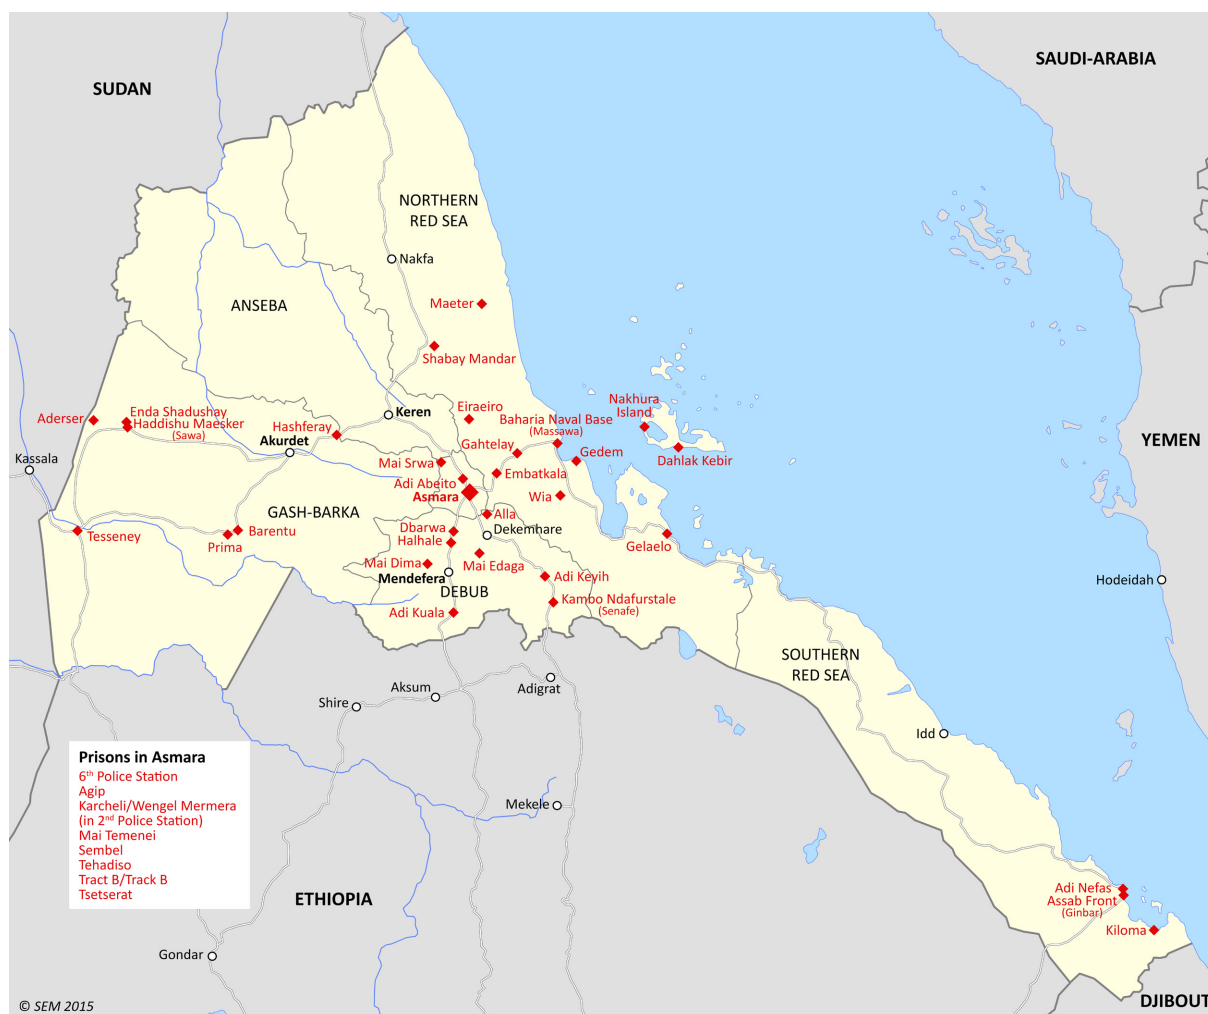 SAUDI-ARABIA
SUDAN
NORTHERN
RED SEA
Nakfa
ANSEBA
Maeter
Shabay Mandar
Nakhura
Island
Keren
Eiraeiro
Enda Shadushay
Aderser
Haddishu Maesker
(Sawa)
Hashferay
Baharia Naval Base
(Massawa)
Akurdet
YEMEN
Gahtelay
Gedem
Dahlak Kebir
Kassala
Mai Srwa
Embatkala
Adi Abeito
Asmara
Wia
GASH-BARKA
Alla
Dbarwa
Dekemhare
Tesseney
Barentu
Prima
Halhale
Gelaelo
Mai Dima
Mai Edaga
Mendefera
Adi Keyih
Hodeidah
DEBUB
Kambo Ndafurstale
(Senafe)
Adi Kuala
SOUTHERN
RED SEA
Aksum
Adigrat
Shire
Idd
Prisons in Asmara
6th Police Station
Agip
Karcheli/Wengel Mermera
(in 2nd Police Station)
Mai Temenei
Sembel
Tehadiso
Tract B/Track B
Tsetserat
Mekele
ETHIOPIA
Adi Nefas
Assab Front
(Ginbar)
Kiloma
Gondar
DJIBOUT
© SEM 2015